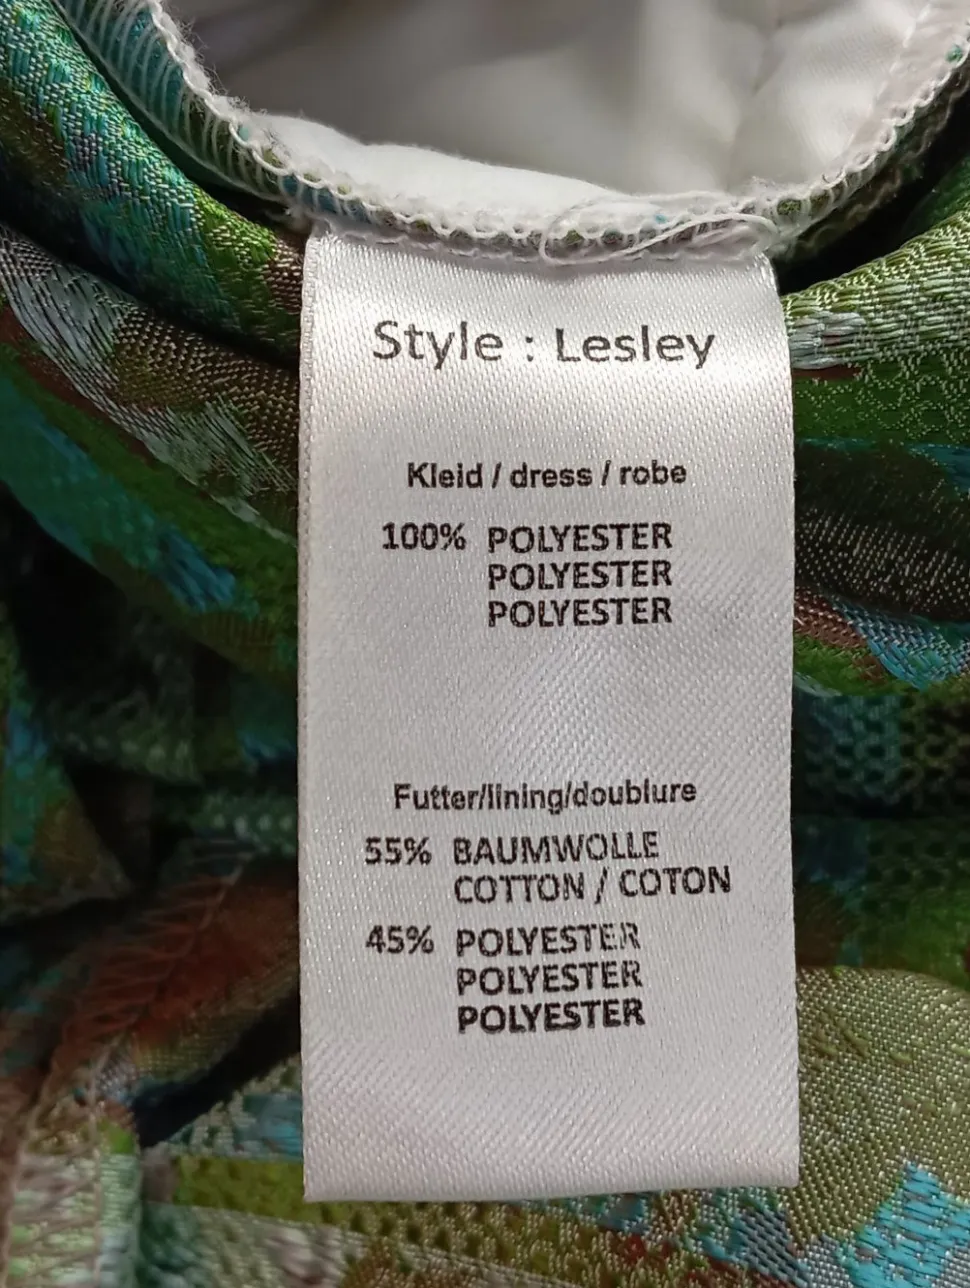 Style : Lesley
Kleid / dress / robe
100% POLYESTER
POLYESTER
POLYESTER
Futter/lining/doublure
55% BAUMWOLLE
COTTON / COTON
45% POLYESTER
POLYESTER
POLYESTER